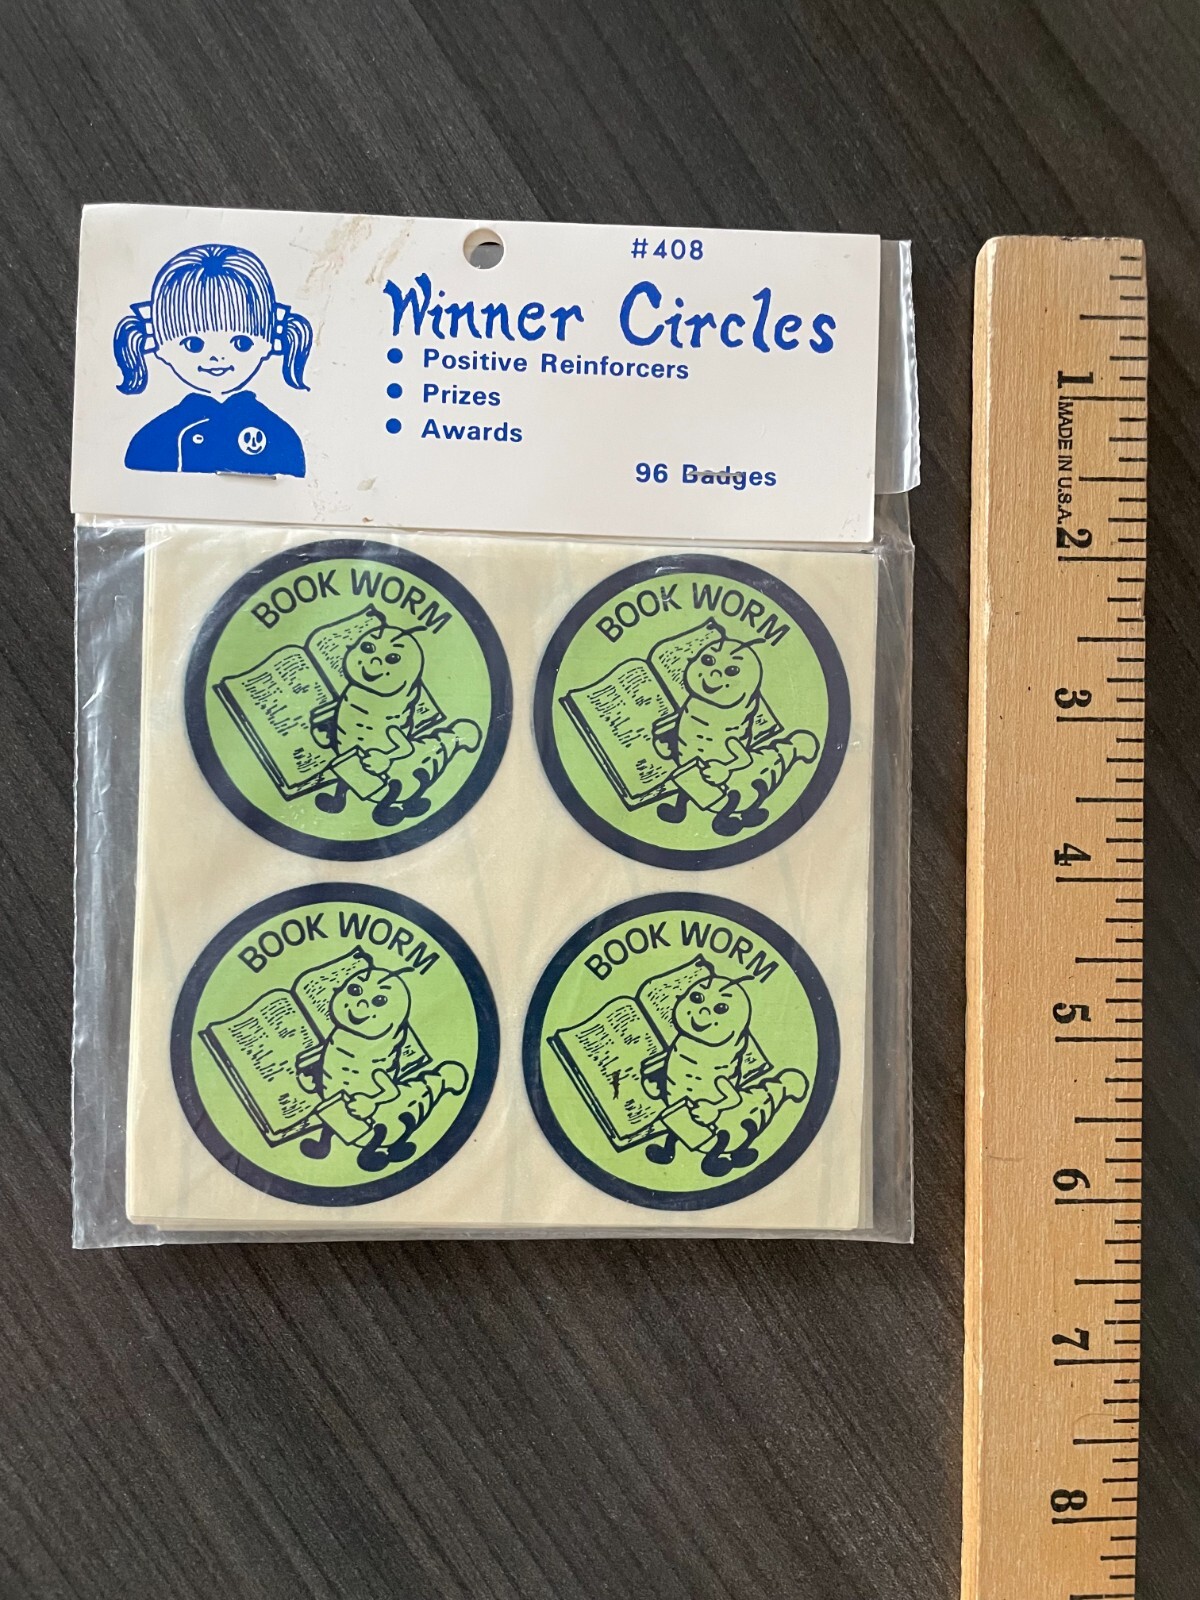 #408
Winner Circles
• Positive Reinforcers
• Prizes
• Awards
96 Badges
BOOK WORM
BOOK WORM
BOOK WORM
BOOK WORM
1
MADE IN U.S.A.
2
3
4
5
6
7
8